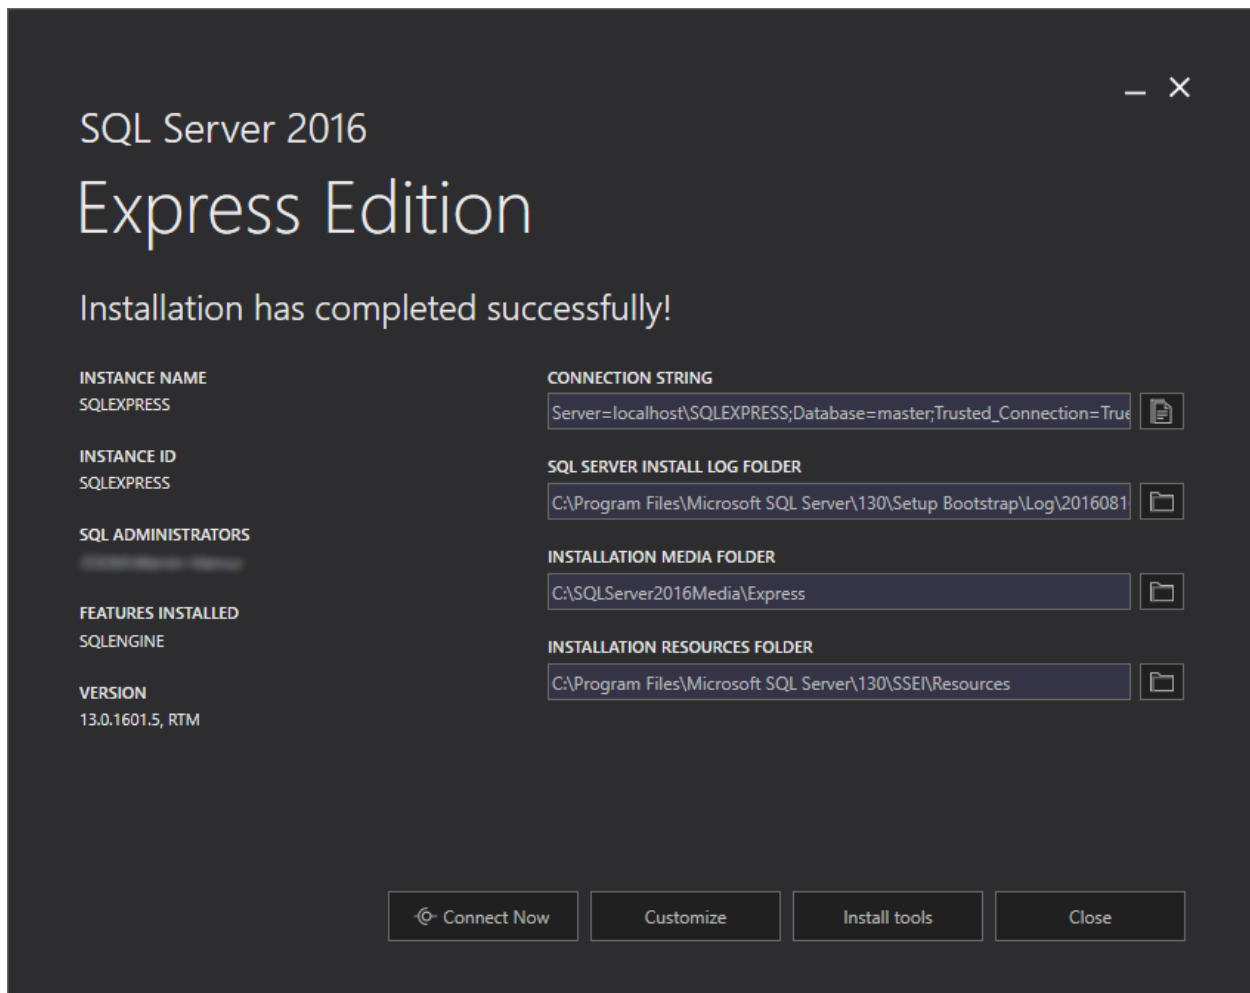 SQL Server 2016
Express Edition
Installation has completed successfully!
INSTANCE NAME
SQLEXPRESS
INSTANCE ID
SQLEXPRESS
SQL ADMINISTRATORS
FEATURES INSTALLED
SQLENGINE
VERSION
13.0.1601.5, RTM
CONNECTION STRING
Server=localhost\SQLEXPRESS;Database=master;Trusted_Connection=True
SQL SERVER INSTALL LOG FOLDER
C:\Program Files\Microsoft SQL Server\130\Setup Bootstrap\Log\2016081
INSTALLATION MEDIA FOLDER
C:\SQLServer2016Media\Express
INSTALLATION RESOURCES FOLDER
C:\Program Files\Microsoft SQL Server\130\SSEI\Resources
Connect Now
Customize
Install tools
Close